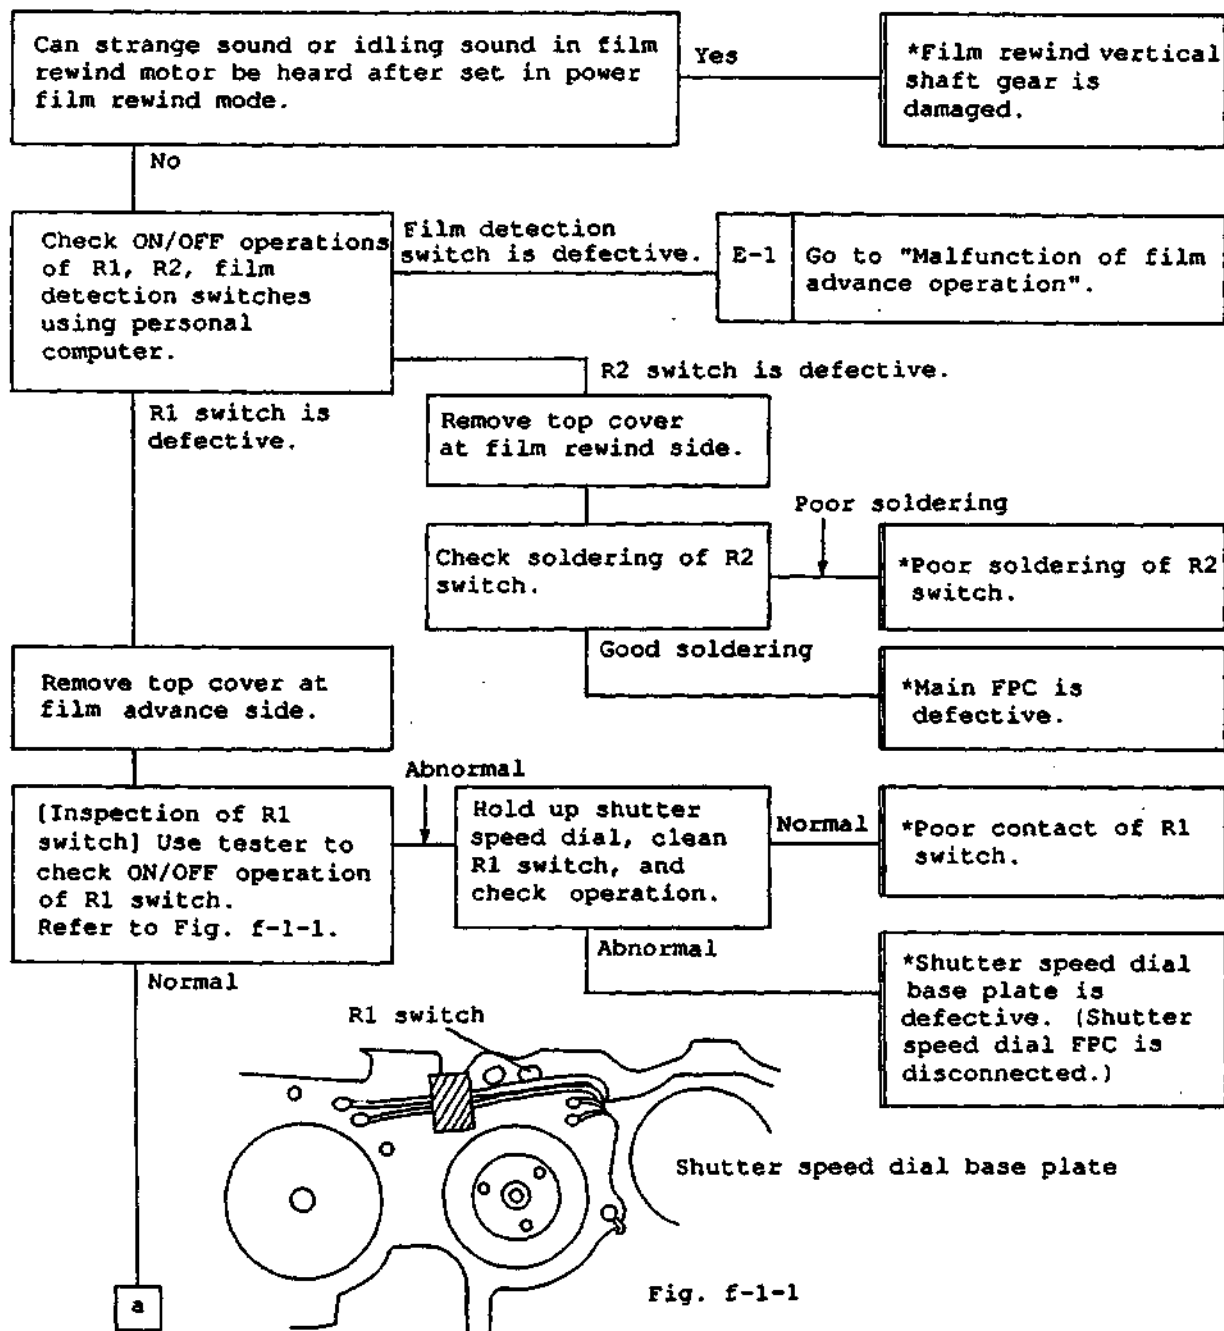 Can strange sound or idling sound in film
rewind motor be heard after set in power
film rewind mode.
Yes
*Film rewind vertical
shaft gear is
damaged.
No
Check ON/OFF operations
of R1, R2, film
detection switches
using personal
computer.
Film detection
switch is defective.
E-1
Go to "Malfunction of film
advance operation".
R2 switch is defective.
R1 switch is
defective.
Remove top cover
at film rewind side.
Poor soldering
Check soldering of R2
switch.
*Poor soldering of R2
switch.
Good soldering
*Main FPC is
defective.
Remove top cover at
film advance side.
Abnormal
[Inspection of R1
switch] Use tester to
check ON/OFF operation
of R1 switch.
Refer to Fig. f-1-1.
Hold up shutter
speed dial, clean
R1 switch, and
check operation.
Normal
*Poor contact of R1
switch.
Abnormal
*Shutter speed dial
base plate is
defective. (Shutter
speed dial FPC is
disconnected.)
Normal
R1 switch
Shutter speed dial base plate
Fig. f-1-1
a